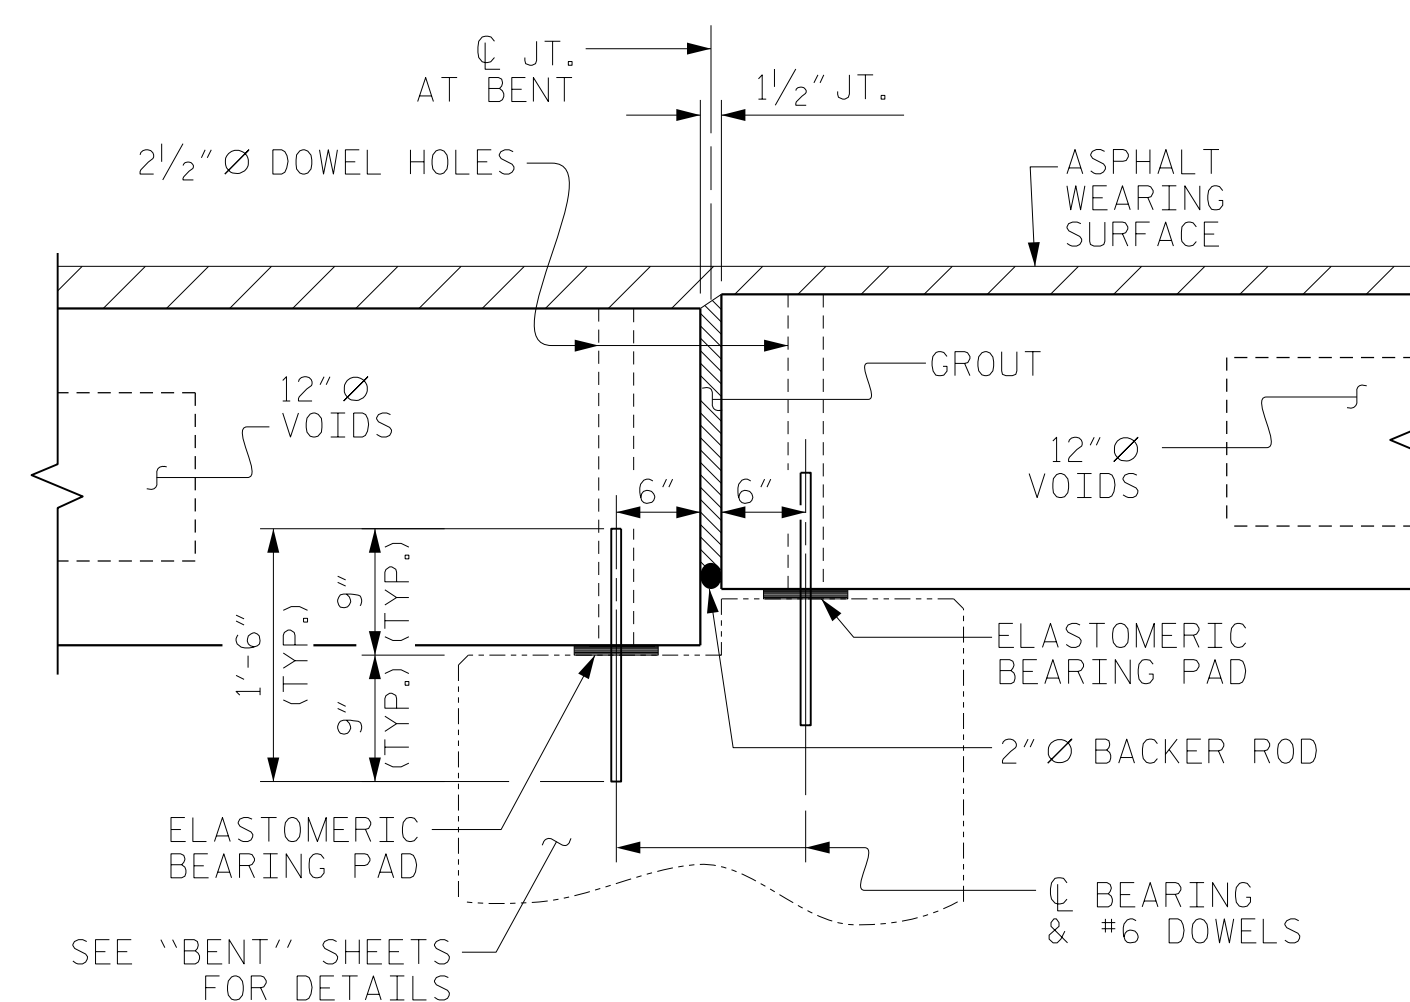 ℄ JT.
AT BENT
1½" JT.
2½" Ø DOWEL HOLES
ASPHALT
WEARING
SURFACE
12" Ø
VOIDS
GROUT
12" Ø
VOIDS
6"
6"
1'-6"
(TYP.)
9"
(TYP.)
9"
(TYP.)
ELASTOMERIC
BEARING PAD
2" Ø BACKER ROD
ELASTOMERIC
BEARING PAD
℄ BEARING
& #6 DOWELS
SEE "BENT" SHEETS
FOR DETAILS